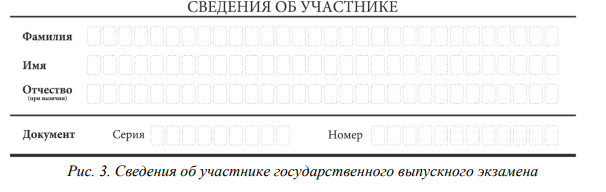 СВЕДЕНИЯ ОБ УЧАСТНИКЕ
Фамилия
Имя
Отчество
(при наличии)
Документ Серия Номер
Рис. 3. Сведения об участнике государственного выпускного экзамена